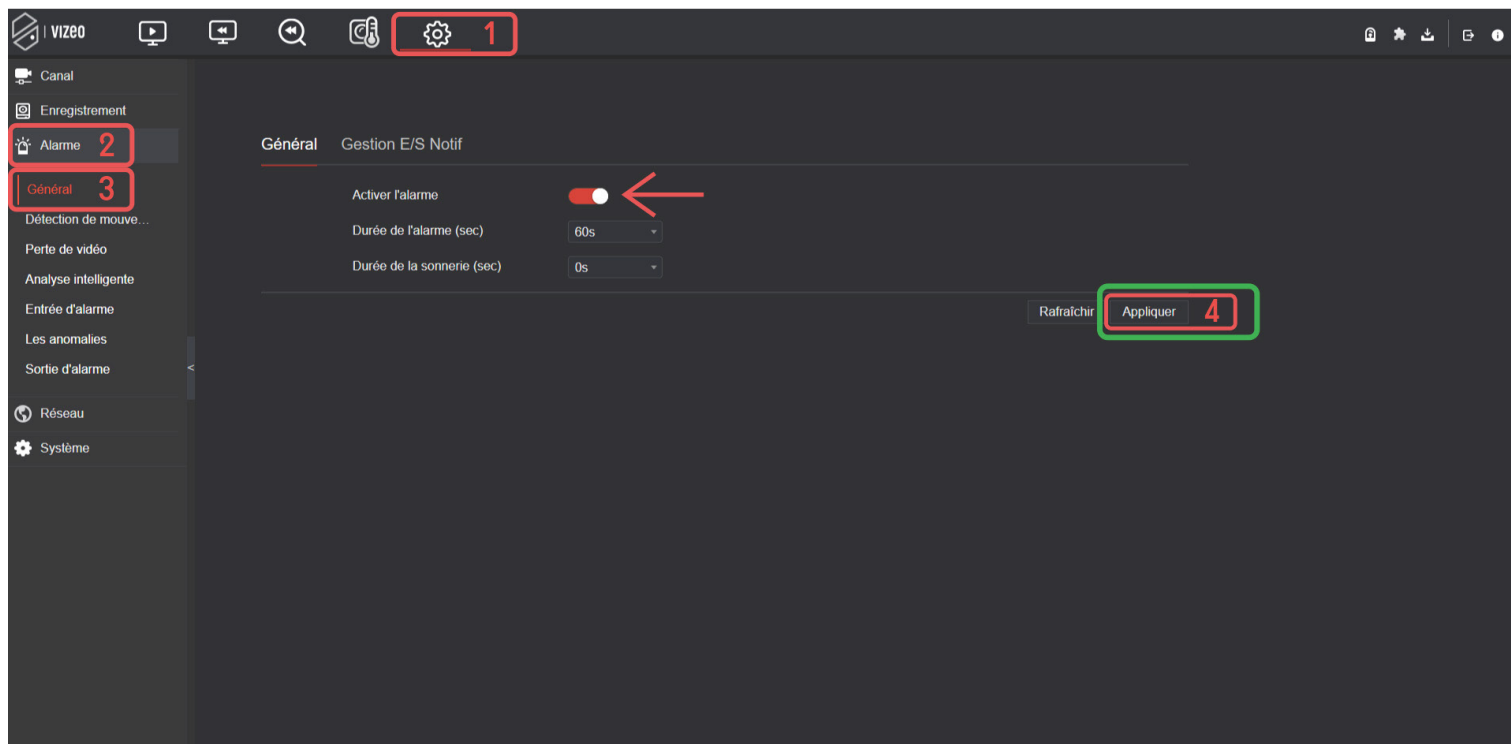 VIZEO
1
Canal
Enregistrement
Alarme 2
Général 3
Détection de mouve...
Perte de vidéo
Analyse intelligente
Entrée d'alarme
Les anomalies
Sortie d'alarme
<
Réseau
Système
Général Gestion E/S Notif
Activer l'alarme
Durée de l'alarme (sec) 60s
Durée de la sonnerie (sec) 0s
Rafraîchir Appliquer 4